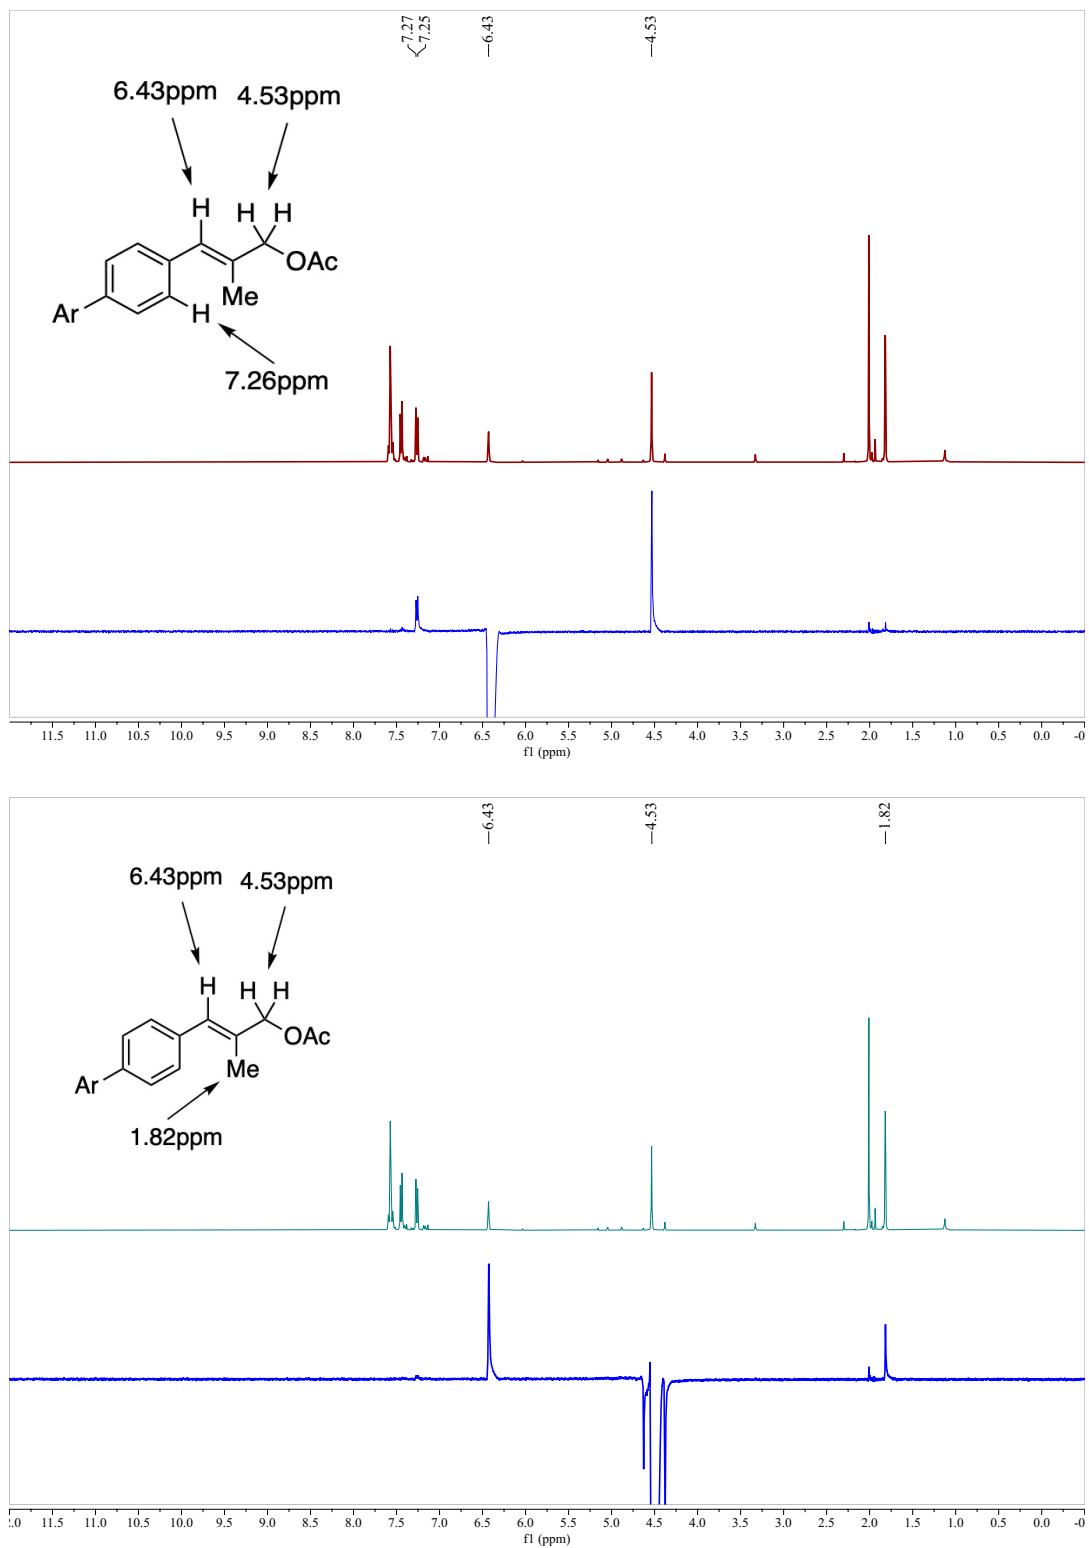 7.27
7.25
6.43
4.53
6.43ppm 4.53ppm
H H H
OAc
Me
Ar H
7.26ppm
11.5 11.0 10.5 10.0 9.5 9.0 8.5 8.0 7.5 7.0 6.5 6.0 5.5 5.0 4.5 4.0 3.5 3.0 2.5 2.0 1.5 1.0 0.5 0.0 -0
f1 (ppm)
6.43
4.53
1.82
6.43ppm 4.53ppm
H H H
OAc
Me
Ar
1.82ppm
2.0 11.5 11.0 10.5 10.0 9.5 9.0 8.5 8.0 7.5 7.0 6.5 6.0 5.5 5.0 4.5 4.0 3.5 3.0 2.5 2.0 1.5 1.0 0.5 0.0 -0
f1 (ppm)